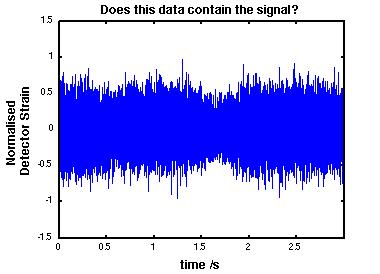 Does this data contain the signal?
1.5
1
0.5
0
-0.5
-1
-1.5
Normalised
Detector Strain
0 0.5 1 1.5 2 2.5
time /s